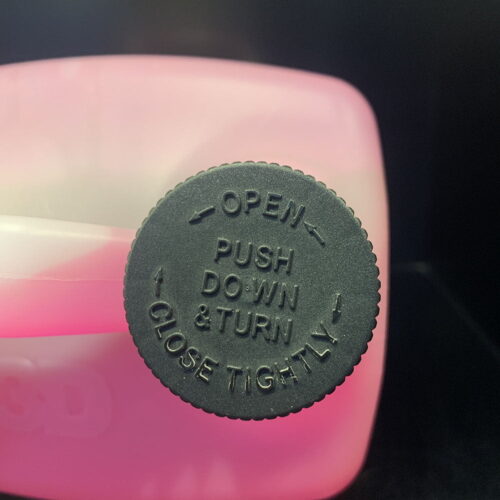 OPEN
PUSH
DOWN
& TURN
CLOSE TIGHTLY